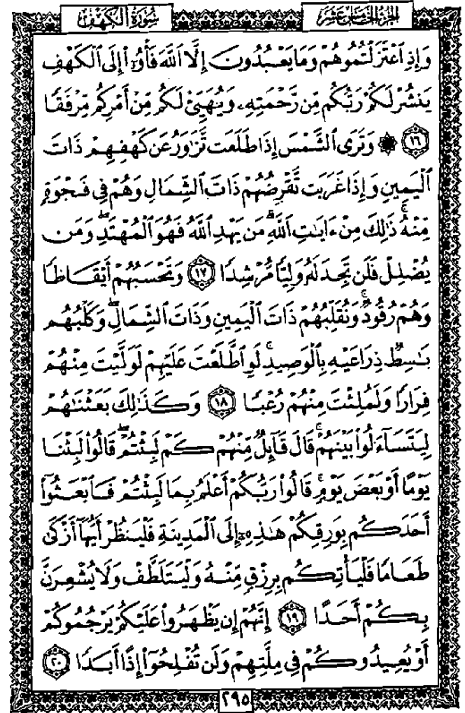 الجزء الخامس عشر
سورة الكهف
وَإِذِ ٱعۡتَزَلۡتُمُوهُمۡ وَمَا يَعۡبُدُونَ إِلَّا ٱللَّهَ فَأۡوُۥٓاْ إِلَى ٱلۡكَهۡفِ
يَنشُرۡ لَكُمۡ رَبُّكُم مِّن رَّحۡمَتِهِۦ وَيُهَيِّئۡ لَكُم مِّنۡ أَمۡرِكُم مِّرۡفَقٗا
١٦ ۞ وَتَرَى ٱلشَّمۡسَ إِذَا طَلَعَت تَّزَٰوَرُ عَن كَهۡفِهِمۡ ذَاتَ
ٱلۡيَمِينِ وَإِذَا غَرَبَت تَّقۡرِضُهُمۡ ذَاتَ ٱلشِّمَالِ وَهُمۡ فِي فَجۡوَةٖ
مِّنۡهُۚ ذَٰلِكَ مِنۡ ءَايَٰتِ ٱللَّهِۗ مَن يَهۡدِ ٱللَّهُ فَهُوَ ٱلۡمُهۡتَدِۖ وَمَن
يُضۡلِلۡ فَلَن تَجِدَ لَهُۥ وَلِيّٗا مُّرۡشِدٗا ١٧ وَتَحۡسَبُهُمۡ أَيۡقَاظٗا
وَهُمۡ رُقُودٞۚ وَنُقَلِّبُهُمۡ ذَاتَ ٱلۡيَمِينِ وَذَاتَ ٱلشِّمَالِۖ وَكَلۡبُهُم
بَٰسِطٞ ذِرَاعَيۡهِ بِٱلۡوَصِيدِۚ لَوِ ٱطَّلَعۡتَ عَلَيۡهِمۡ لَوَلَّيۡتَ مِنۡهُمۡ
فِرَارٗا وَلَمُلِئۡتَ مِنۡهُمۡ رُعۡبٗا ١٨ وَكَذَٰلِكَ بَعَثۡنَٰهُمۡ
لِيَتَسَآءَلُواْ بَيۡنَهُمۡۚ قَالَ قَآئِلٞ مِّنۡهُمۡ كَمۡ لَبِثۡتُمۡۖ قَالُواْ لَبِثۡنَا
يَوۡمًا أَوۡ بَعۡضَ يَوۡمٖۚ قَالُواْ رَبُّكُمۡ أَعۡلَمُ بِمَا لَبِثۡتُمۡ فَٱبۡعَثُوٓاْ
أَحَدَكُم بِوَرِقِكُمۡ هَٰذِهِۦٓ إِلَى ٱلۡمَدِينَةِ فَلۡيَنظُرۡ أَيُّهَآ أَزۡكَىٰ
طَعَامٗا فَلۡيَأۡتِكُم بِرِزۡقٖ مِّنۡهُ وَلۡيَتَلَطَّفۡ وَلَا يُشۡعِرَنَّ
بِكُمۡ أَحَدًا ١٩ إِنَّهُمۡ إِن يَظۡهَرُواْ عَلَيۡكُمۡ يَرۡجُمُوكُمۡ
أَوۡ يُعِيدُوكُمۡ فِي مِلَّتِهِمۡ وَلَن تُفۡلِحُوٓاْ إِذًا أَبَدٗا ٢٠
٢٩٥